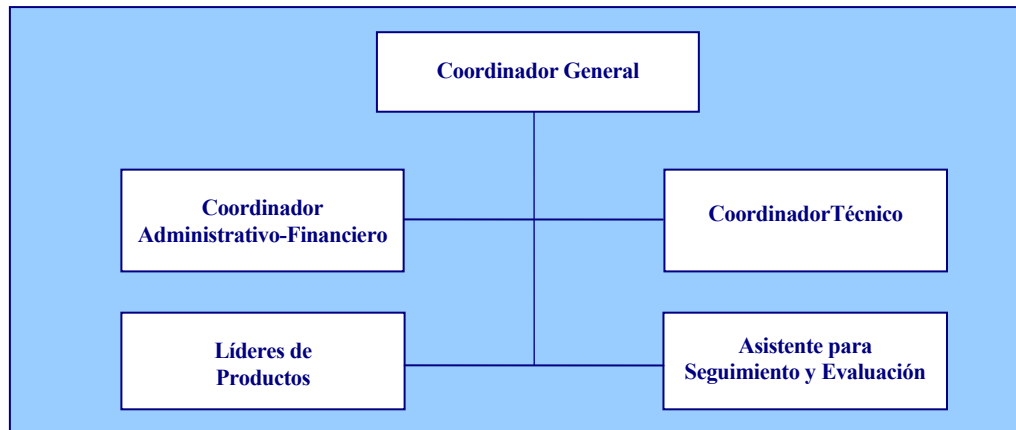 Coordinador General
Coordinador
Administrativo-Financiero
CoordinadorTécnico
Líderes de
Productos
Asistente para
Seguimiento y Evaluación